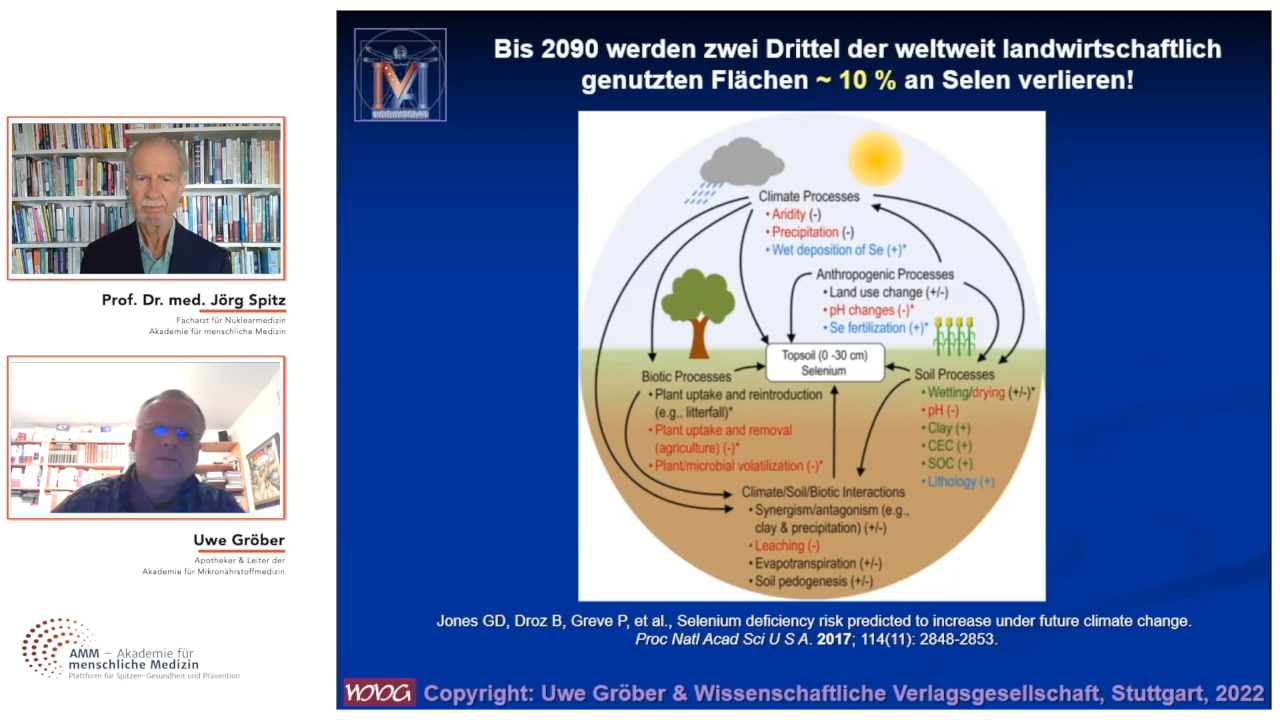 Bis 2090 werden zwei Drittel der weltweit landwirtschaftlich
genutzten Flächen ~ 10 % an Selen verlieren!
Prof. Dr. med. Jörg Spitz
Facharzt für Nuklearmedizin
Akademie für menschliche Medizin
Uwe Gröber
Apotheker & Leiter der
Akademie für Mikronährstoffmedizin
AMM – Akademie für
menschliche Medizin
Plattform für Spitzen-Gesundheit und Prävention
Climate Processes
• Aridity (-)
• Precipitation (-)
• Wet deposition of Se (+)*
Anthropogenic Processes
• Land use change (+/-)
• pH changes (-)*
• Se fertilization (+)*
Topsoil (0 -30 cm)
Selenium
Biotic Processes
• Plant uptake and reintroduction
(e.g., litterfall)*
• Plant uptake and removal
(agriculture) (-)*
• Plant/microbial volatilization (-)*
Soil Processes
• Wetting/drying (+/-)*
• pH (-)
• Clay (+)
• CEC (+)
• SOC (+)
• Lithology (+)
Climate/Soil/Biotic Interactions
• Synergism/antagonism (e.g.,
clay & precipitation) (+/-)
• Leaching (-)
• Evapotranspiration (+/-)
• Soil pedogenesis (+/-)
Jones GD, Droz B, Greve P, et al., Selenium deficiency risk predicted to increase under future climate change.
Proc Natl Acad Sci U S A. 2017; 114(11): 2848-2853.
Copyright: Uwe Gröber & Wissenschaftliche Verlagsgesellschaft, Stuttgart, 2022